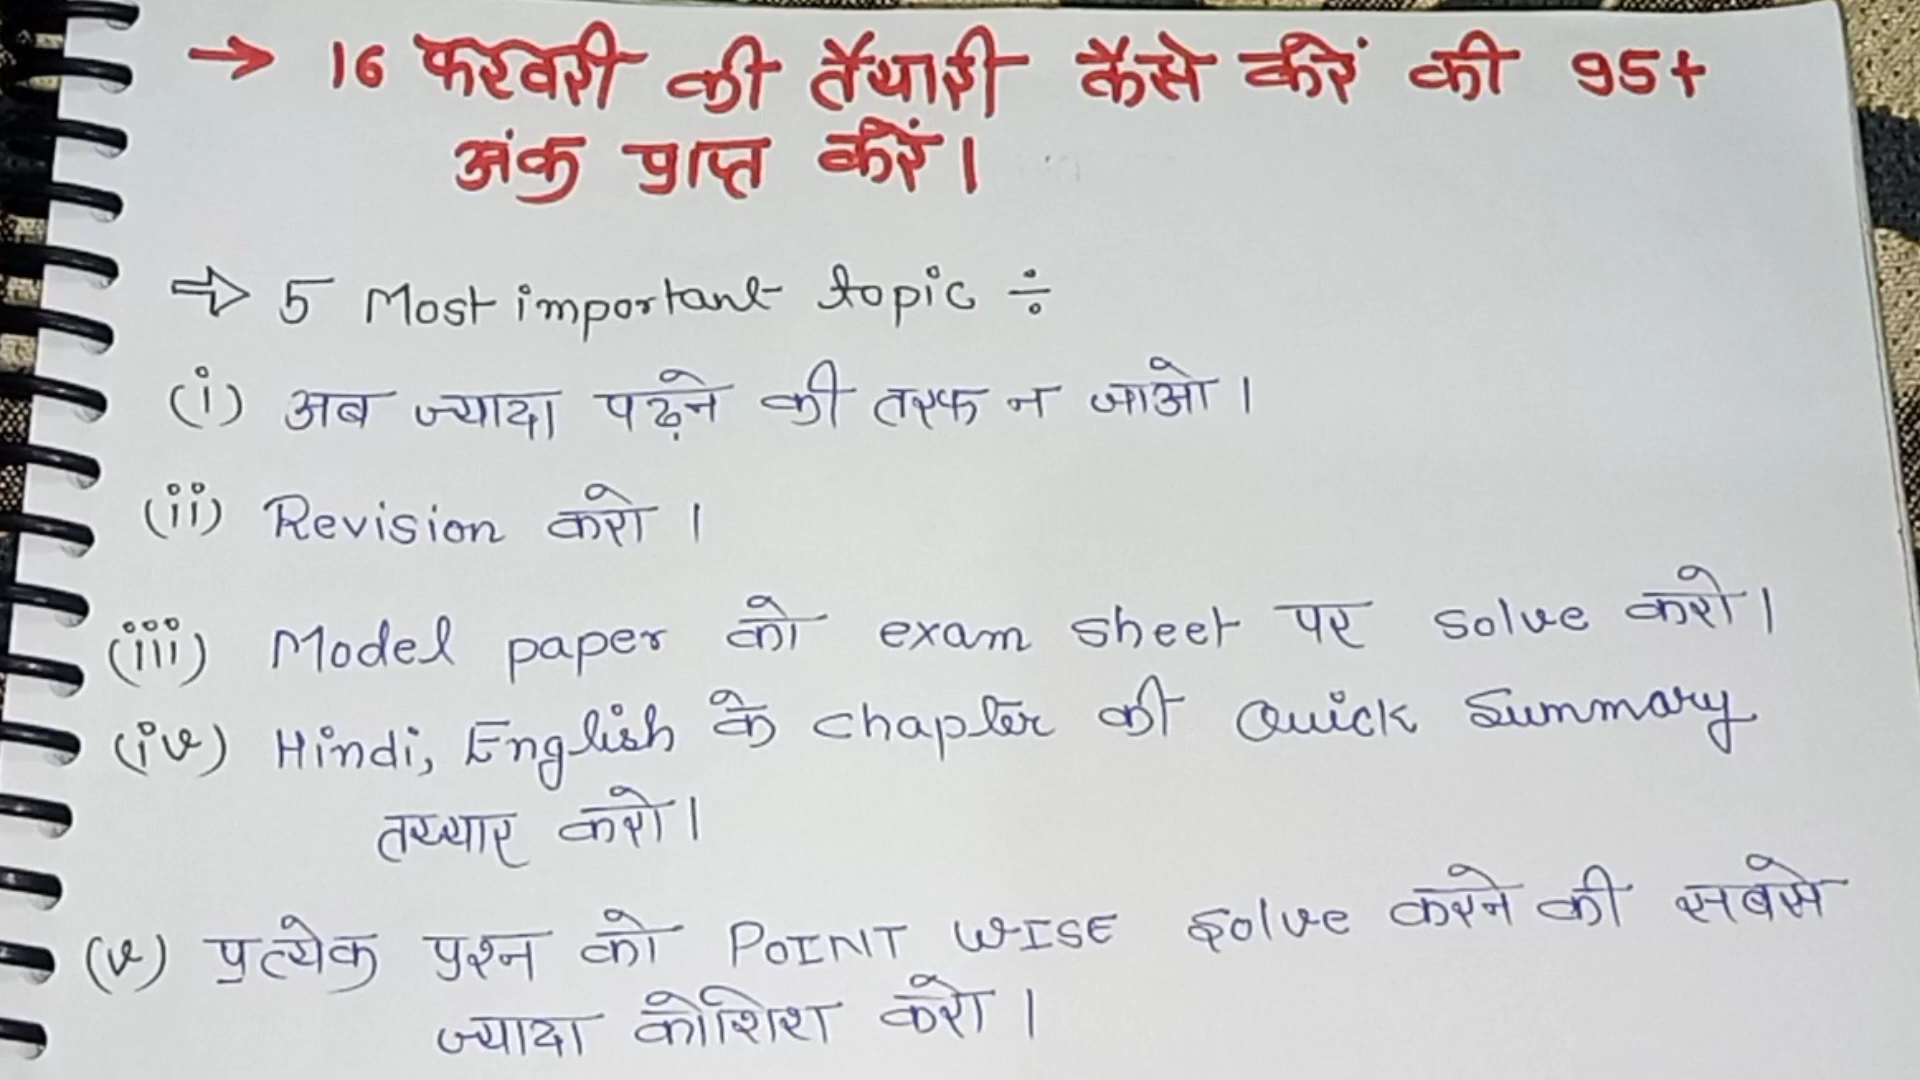 → 16 फरवरी की तैयारी कैसे करें की 95+
अंक प्राप्त करें।
⇨ 5 Most important topic ÷
(i) अब ज्यादा पढ़ने की तरफ न जाओ।
(ii) Revision करो।
(iii) Model paper को exam sheet पर solve करो।
(iv) Hindi, English के chapter की Quick Summary
तय्यार करो।
(v) प्रत्येक प्रश्न को POINT WISE solve करने की सबसे
ज्यादा कोशिश करो।